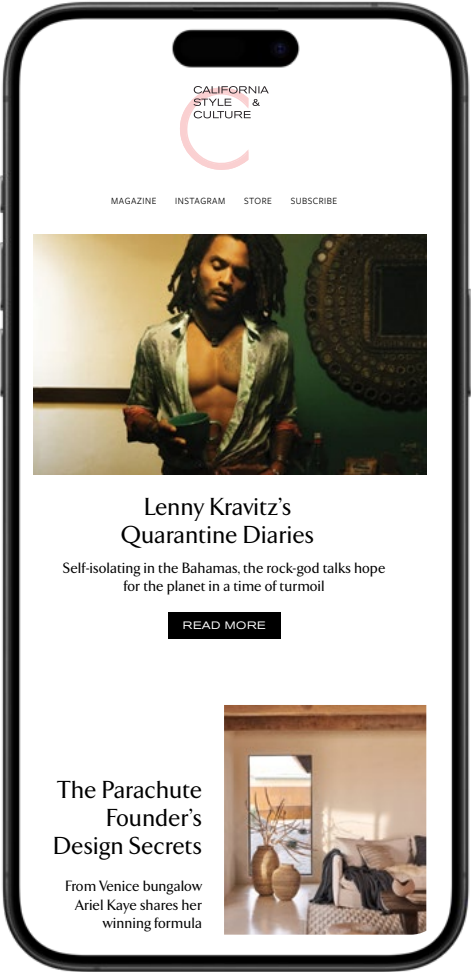 CALIFORNIA
STYLE &
CULTURE
C
MAGAZINE INSTAGRAM STORE SUBSCRIBE
Lenny Kravitz’s
Quarantine Diaries
Self-isolating in the Bahamas, the rock-god talks hope
for the planet in a time of turmoil
READ MORE
The Parachute
Founder’s
Design Secrets
From Venice bungalow
Ariel Kaye shares her
winning formula